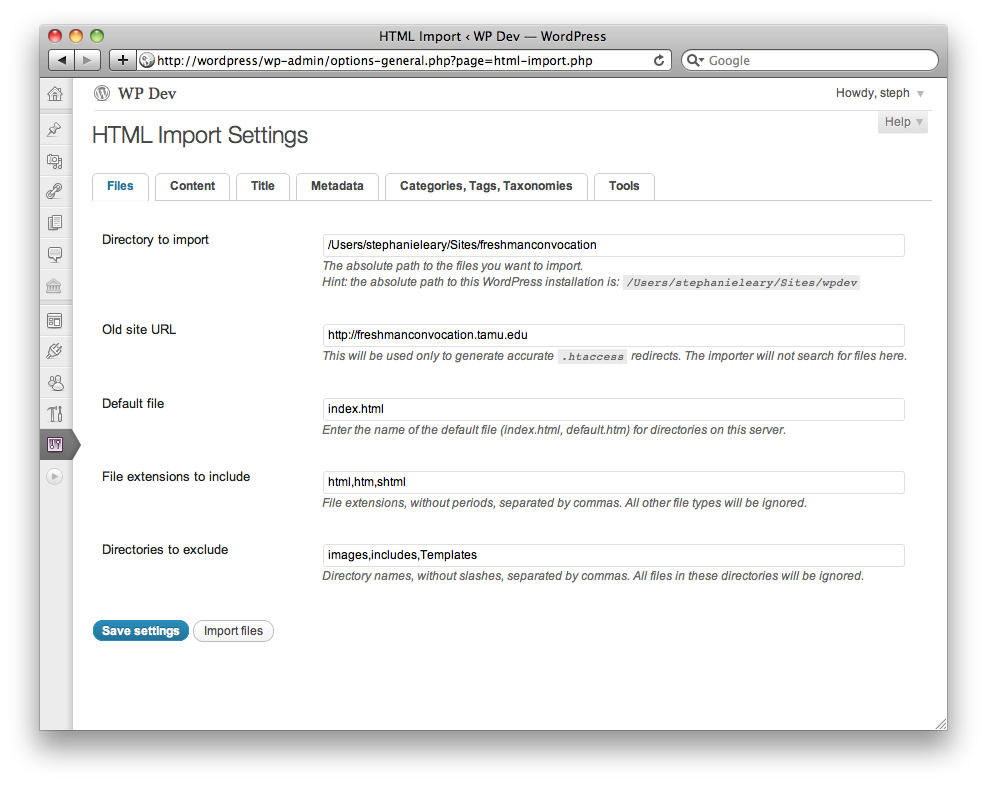 HTML Import ‹ WP Dev — WordPress
http://wordpress/wp-admin/options-general.php?page=html-import.php
Google
WP Dev
Howdy, steph
Help
HTML Import Settings
Files
Content
Title
Metadata
Categories, Tags, Taxonomies
Tools
Directory to import
/Users/stephanieleary/Sites/freshmanconvocation
The absolute path to the files you want to import.
Hint: the absolute path to this WordPress installation is: /Users/stephanieleary/Sites/wpdev
Old site URL
http://freshmanconvocation.tamu.edu
This will be used only to generate accurate .htaccess redirects. The importer will not search for files here.
Default file
index.html
Enter the name of the default file (index.html, default.htm) for directories on this server.
File extensions to include
html,htm,shtml
File extensions, without periods, separated by commas. All other file types will be ignored.
Directories to exclude
images,includes,Templates
Directory names, without slashes, separated by commas. All files in these directories will be ignored.
Save settings
Import files